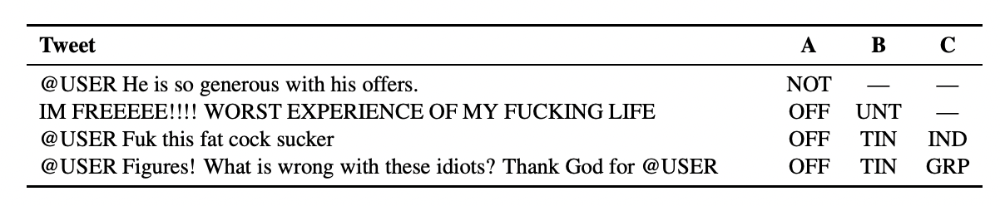 Tweet A B C
@USER He is so generous with his offers. NOT — —
IM FREEEEE!!!! WORST EXPERIENCE OF MY FUCKING LIFE OFF UNT —
@USER Fuk this fat cock sucker OFF TIN IND
@USER Figures! What is wrong with these idiots? Thank God for @USER OFF TIN GRP